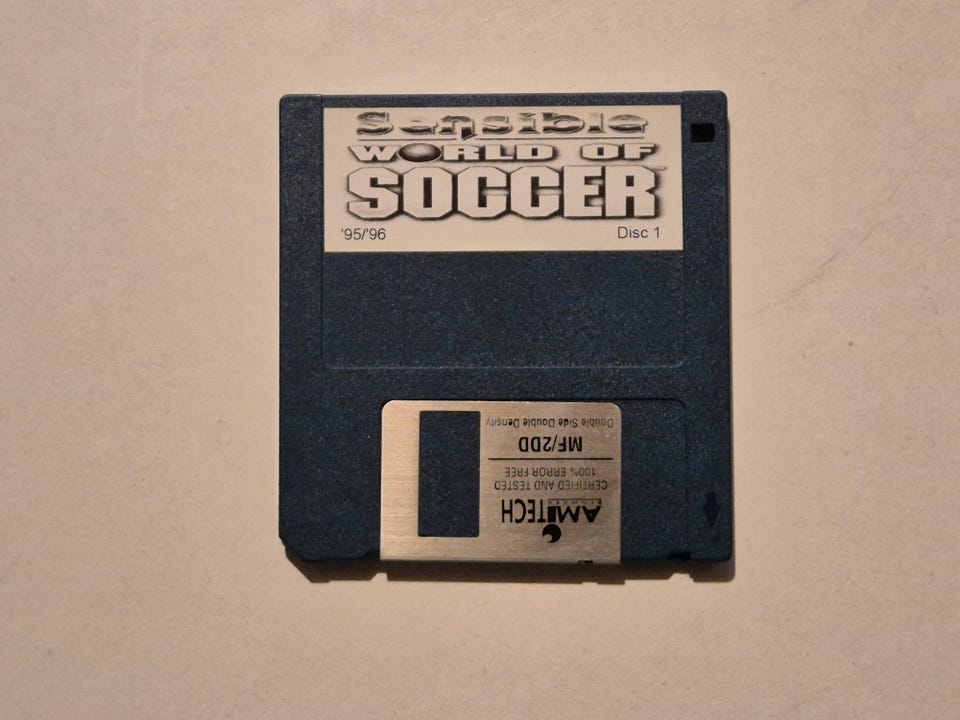 Sensible
WORLD OF
SOCCER™
'95/'96
Disc 1
AMITECH
CERTIFIED AND TESTED
100% ERROR FREE
MF/2DD
Double Side Double Density